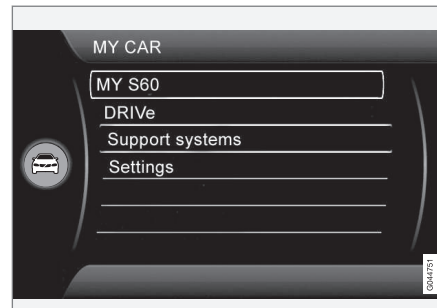 MY CAR
MY S60
DRIVe
Support systems
Settings
G044751